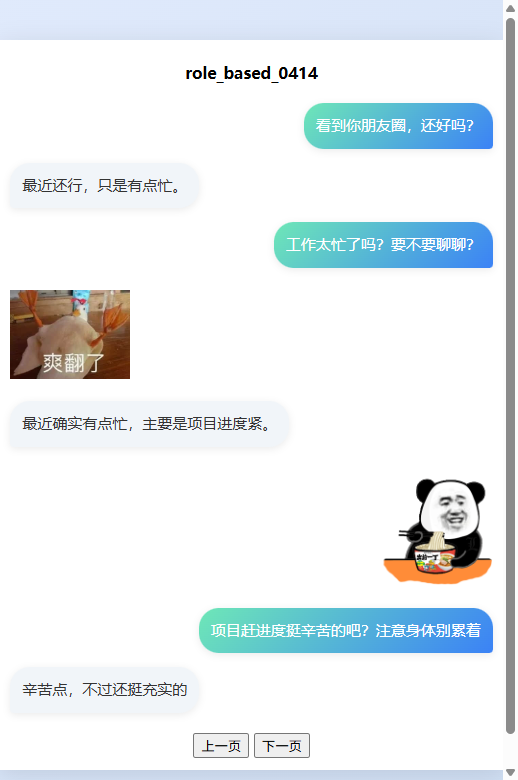 role_based_0414
看到你朋友圈，还好吗？
最近还行，只是有点忙。
工作太忙了吗？要不要聊聊？
爽翻了
最近确实有点忙，主要是项目进度紧。
项目赶进度挺辛苦的吧？注意身体别累着
辛苦点，不过还挺充实的
上一页 下一页